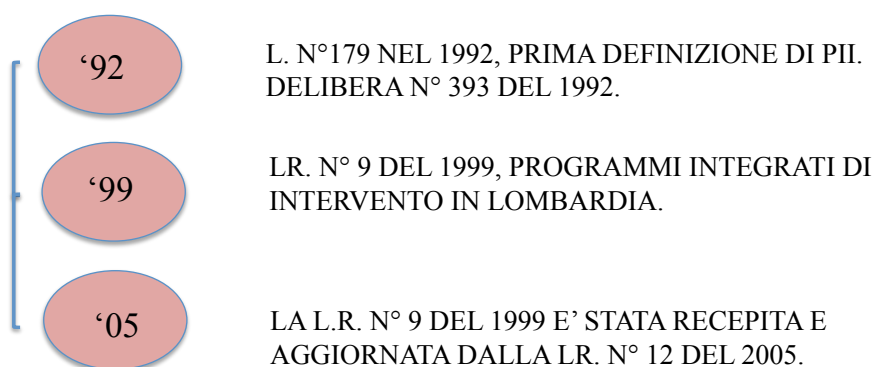 ‘92
L. N°179 NEL 1992, PRIMA DEFINIZIONE DI PII.
DELIBERA N° 393 DEL 1992.
‘99
LR. N° 9 DEL 1999, PROGRAMMI INTEGRATI DI
INTERVENTO IN LOMBARDIA.
‘05
LA L.R. N° 9 DEL 1999 E’ STATA RECEPITA E
AGGIORNATA DALLA LR. N° 12 DEL 2005.